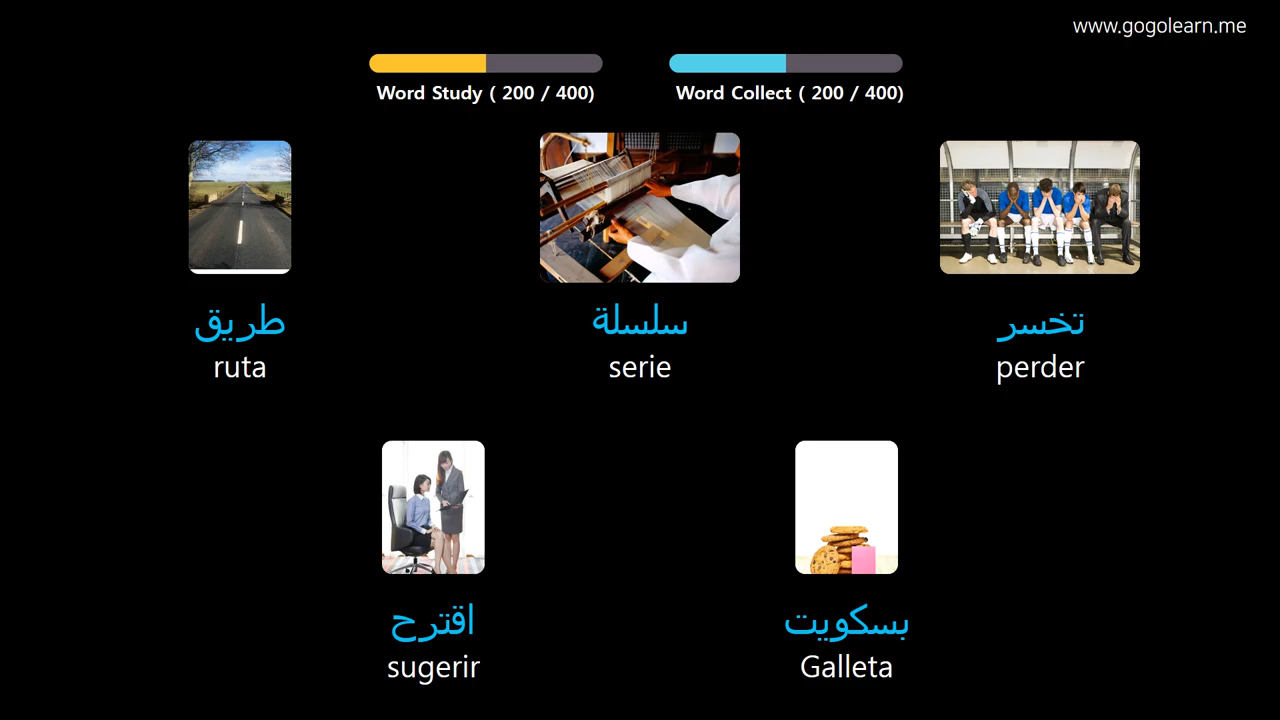 www.gogolearn.me
Word Study ( 200 / 400)
Word Collect ( 200 / 400)
طريق
ruta
سلسلة
serie
تخسر
perder
اقترح
sugerir
بسكويت
Galleta